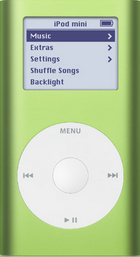 iPod mini
Music
Extras
Settings
Shuffle Songs
Backlight
MENU